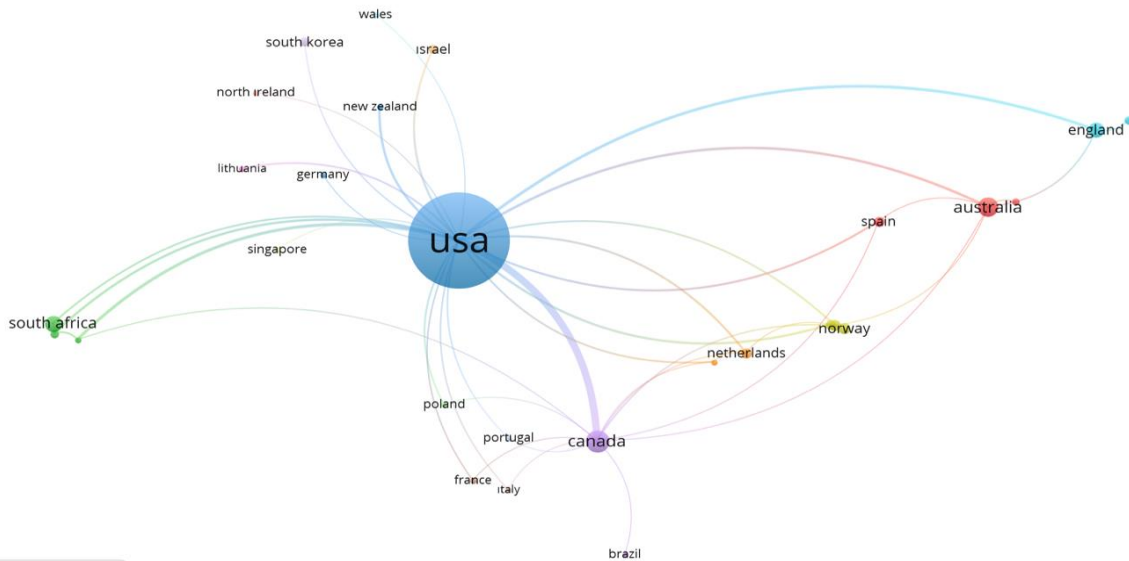 wales
south korea
israel
north ireland
new zealand
england
lithuania
germany
australia
spain
usa
singapore
south africa
norway
netherlands
poland
portugal
canada
france
italy
brazil